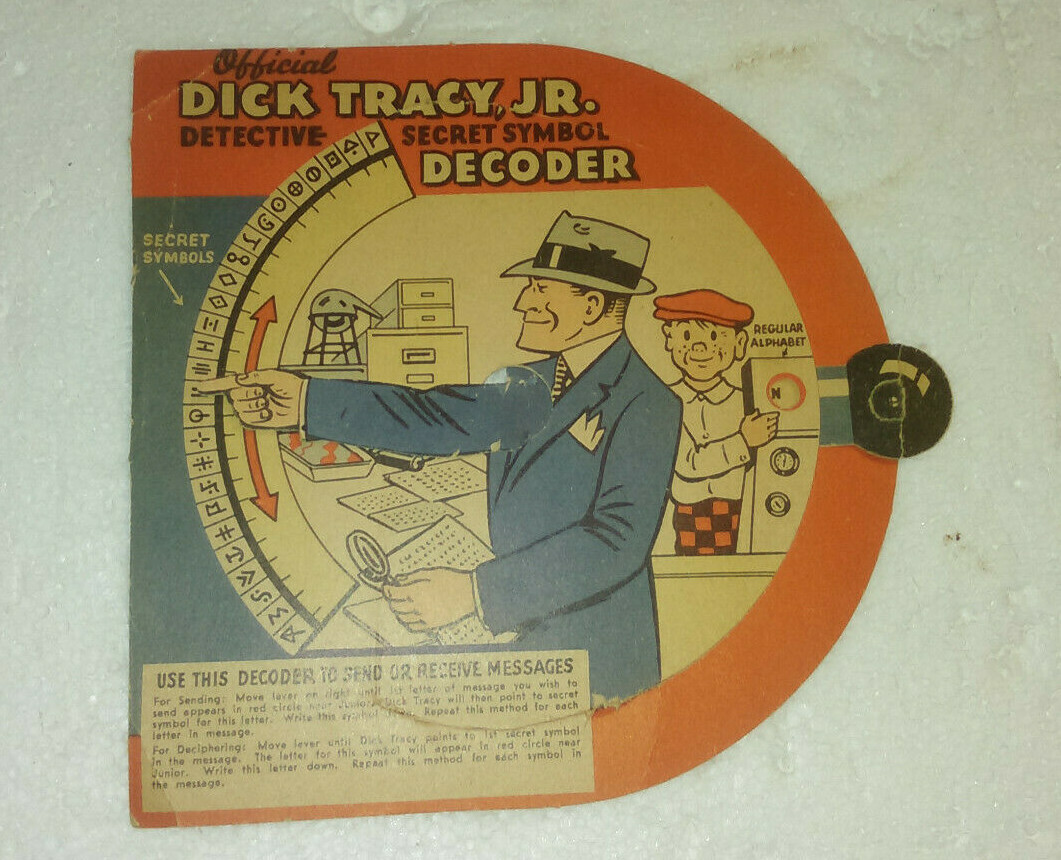 Official
DICK TRACY, JR.
DETECTIVE SECRET SYMBOL
DECODER
SECRET
SYMBOLS
REGULAR
ALPHABET
N
USE THIS DECODER TO SEND OR RECEIVE MESSAGES
For Sending: Move lever on right until 1st letter of message you wish to
send appears in red circle near Junior. Dick Tracy will then point to secret
symbol for this letter. Write this symbol Repeat this method for each
letter in message.
For Deciphering: Move lever until Dick Tracy points to 1st secret symbol
in the message. The letter for this symbol will appear in red circle near
Junior. Write this letter down. Repeat this method for each symbol in
the message.